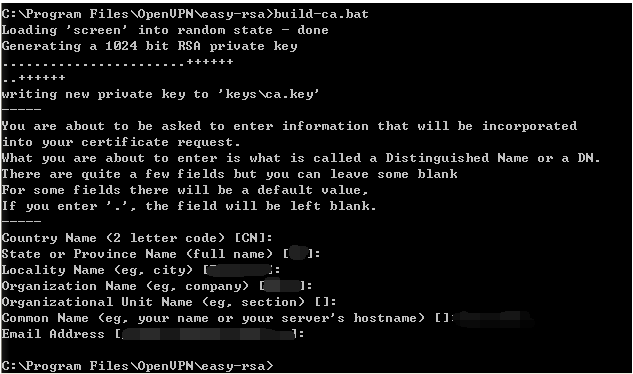 C:\Program Files\OpenVPN\easy-rsa>build-ca.bat
Loading 'screen' into random state - done
Generating a 1024 bit RSA private key
.......................++++++
..++++++
writing new private key to 'keys\ca.key'
-----
You are about to be asked to enter information that will be incorporated
into your certificate request.
What you are about to enter is what is called a Distinguished Name or a DN.
There are quite a few fields but you can leave some blank
For some fields there will be a default value,
If you enter '.', the field will be left blank.
-----
Country Name (2 letter code) [CN]:
State or Province Name (full name) [ ]:
Locality Name (eg, city) [ ]:
Organization Name (eg, company) [ ]:
Organizational Unit Name (eg, section) []:
Common Name (eg, your name or your server's hostname) []:
Email Address [ ]:
C:\Program Files\OpenVPN\easy-rsa>